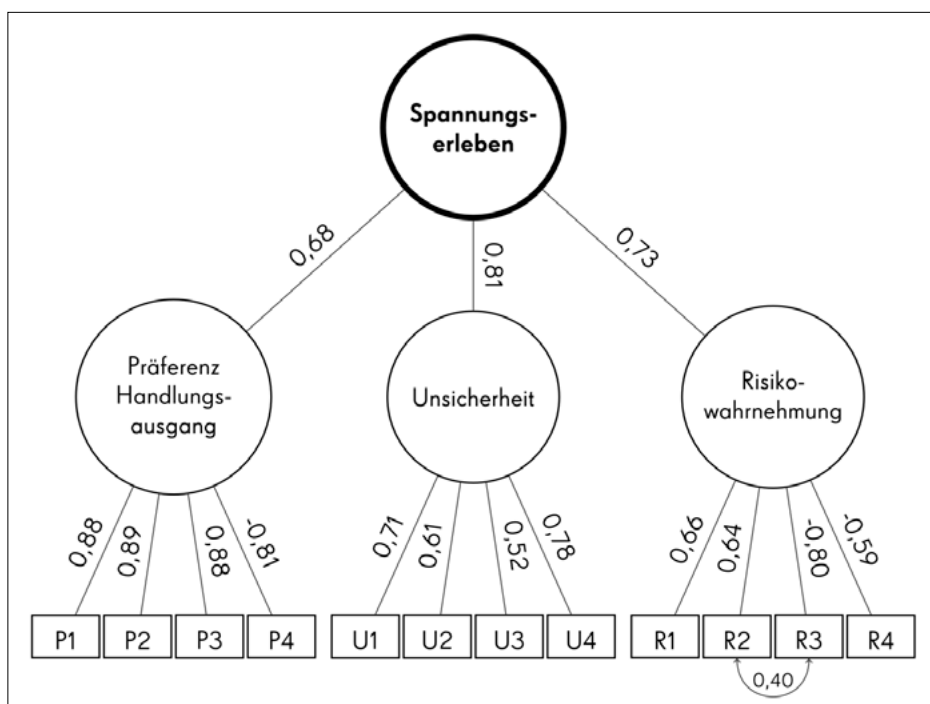 Spannungs-
erleben
0,68
0,81
0,73
Präferenz
Handlungs-
ausgang
Unsicherheit
Risiko-
wahrnehmung
0,88
0,89
0,88
-0,81
0,71
0,61
0,52
0,78
0,66
0,64
-0,80
-0,59
P1
P2
P3
P4
U1
U2
U3
U4
R1
R2
R3
R4
0,40